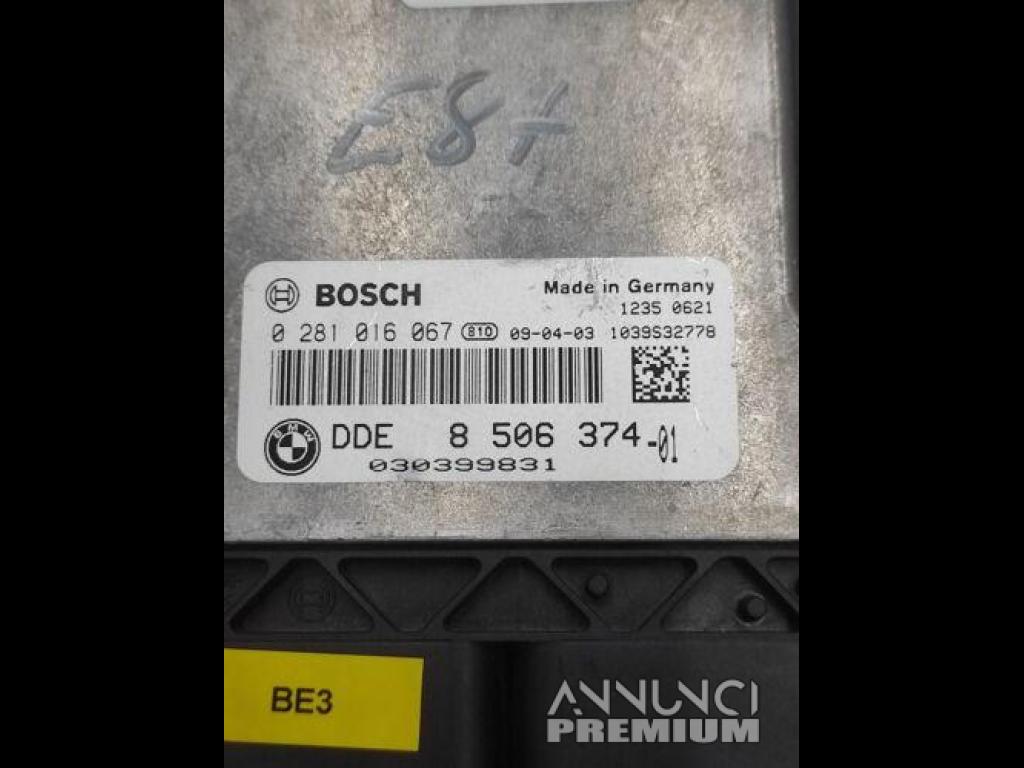 E87
BOSCH Made in Germany
1235 0621
0 281 016 067 810 09-04-03 1039S32778
BMW DDE 8 506 374-01
030399831
BE3
ANNUNCI
PREMIUM